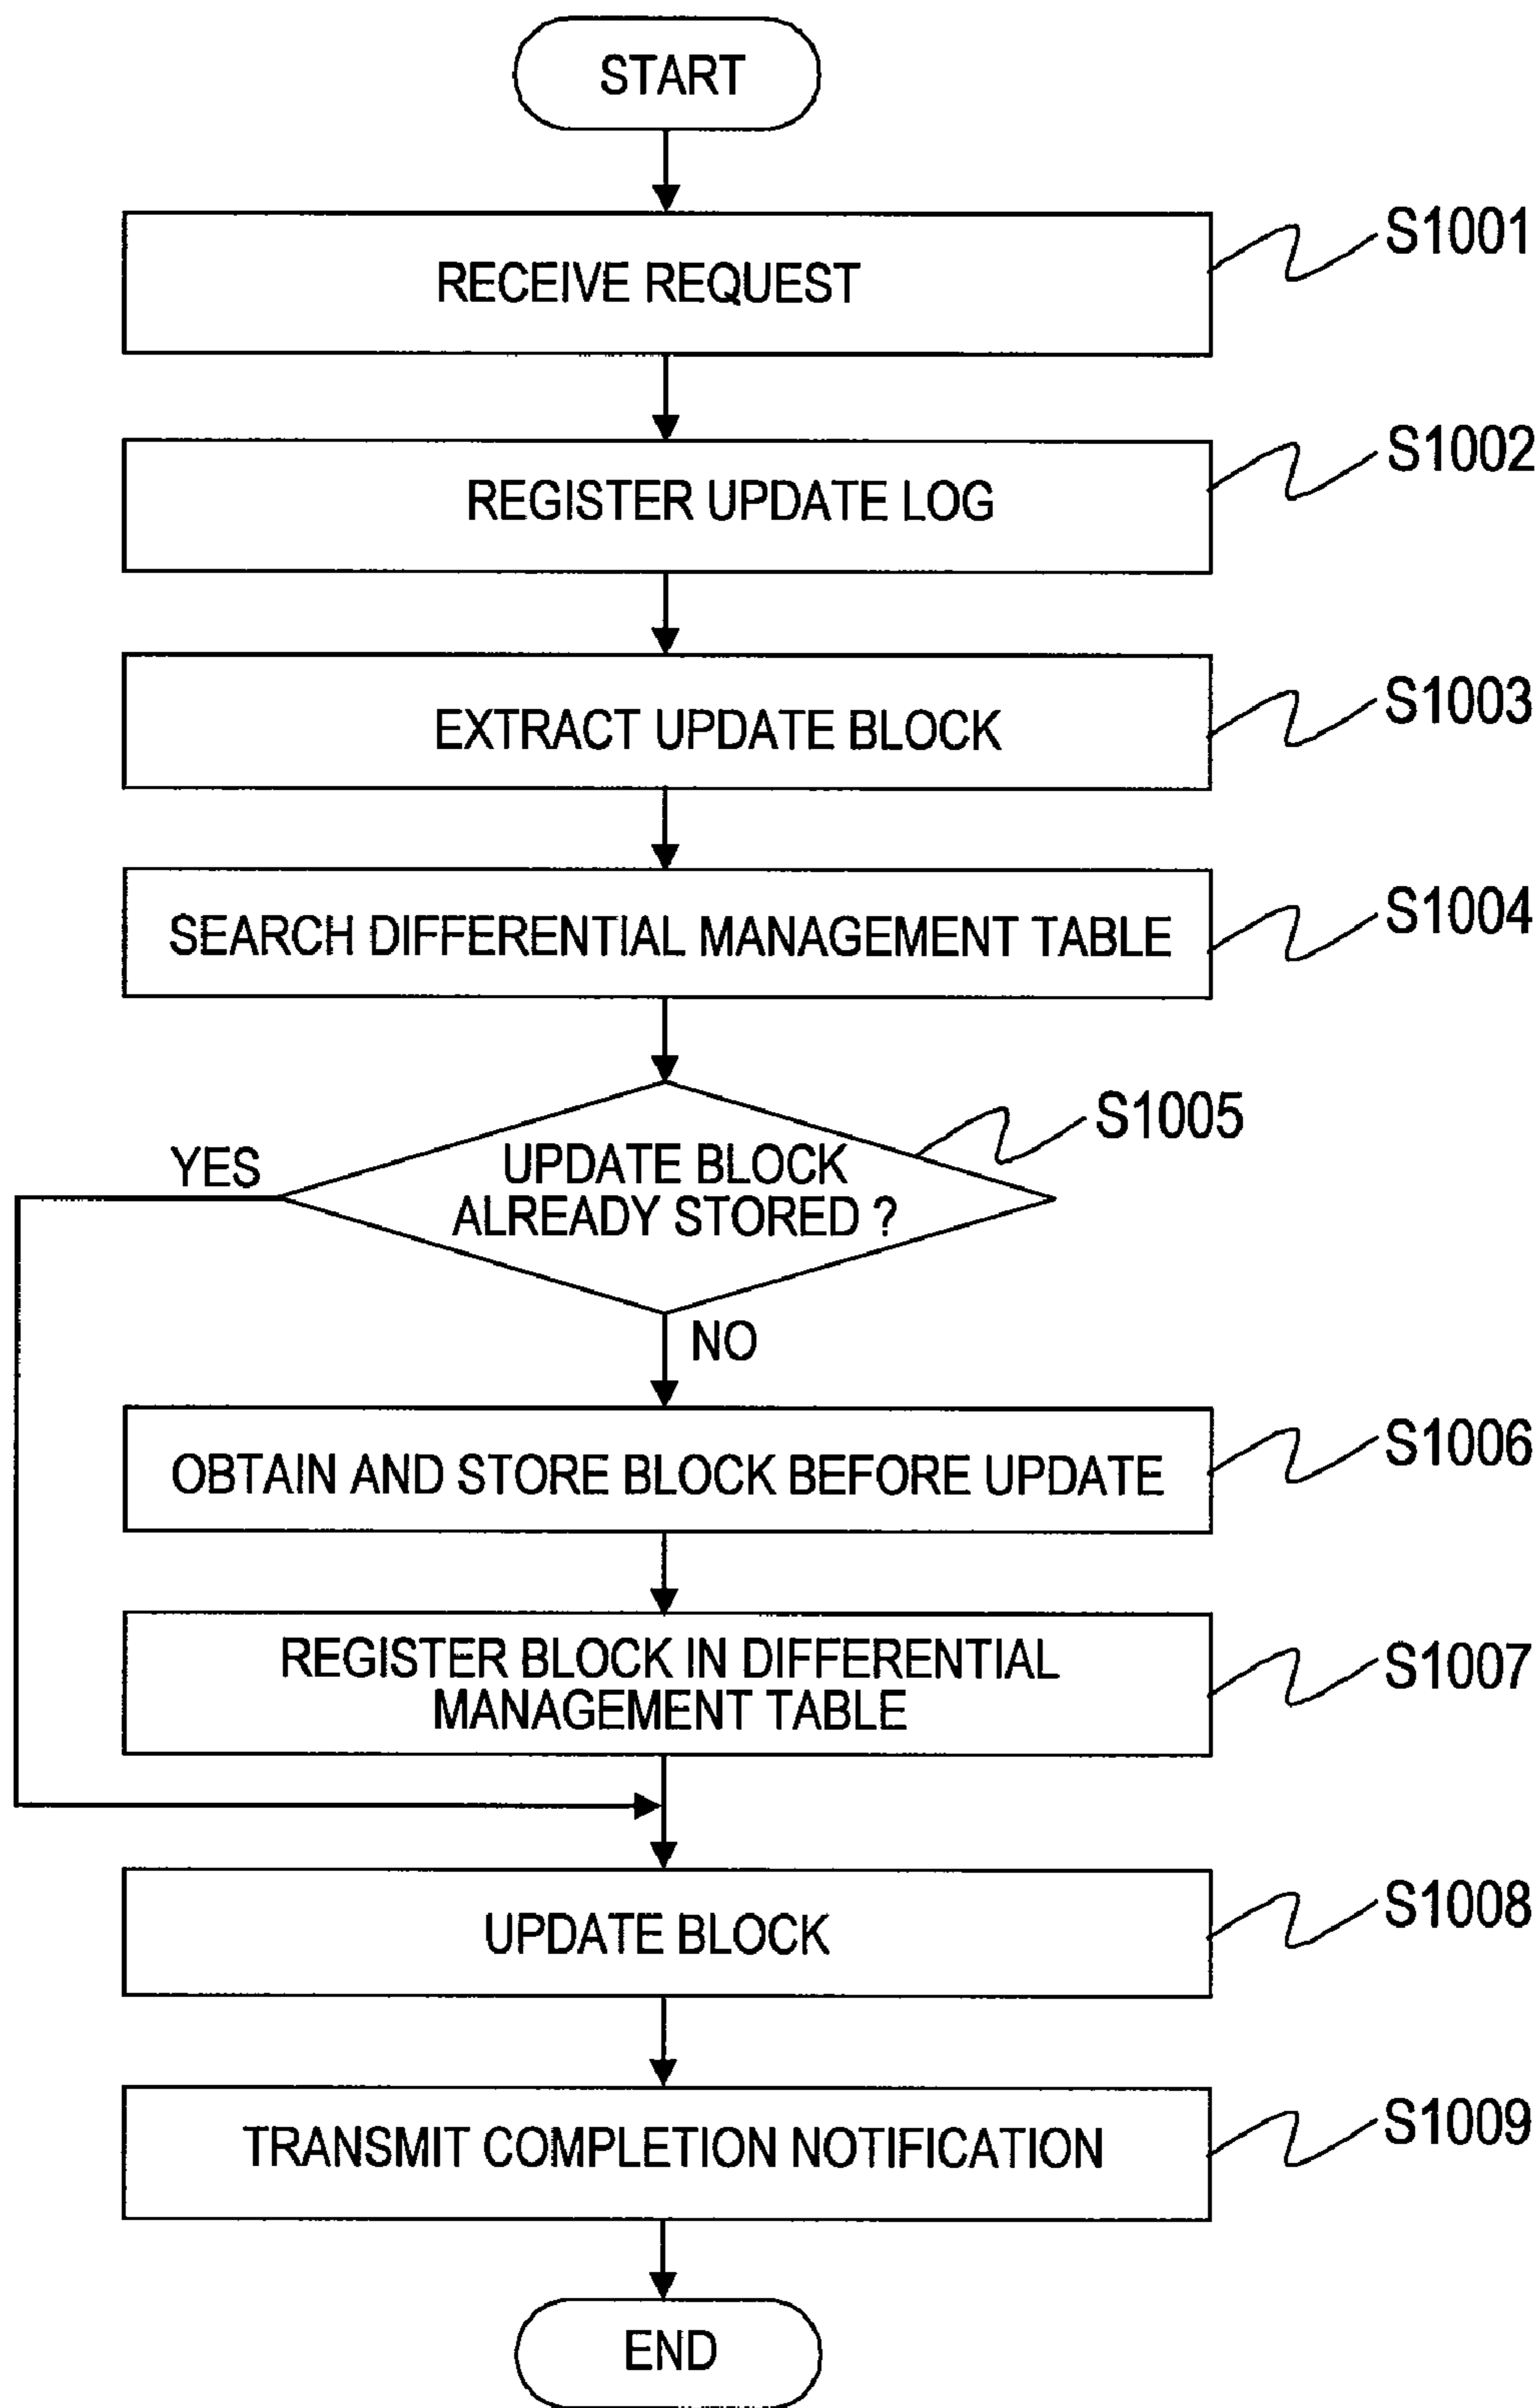 START
RECEIVE REQUEST
S1001
REGISTER UPDATE LOG
S1002
EXTRACT UPDATE BLOCK
S1003
SEARCH DIFFERENTIAL MANAGEMENT TABLE
S1004
UPDATE BLOCK
ALREADY STORED ?
S1005
YES
NO
OBTAIN AND STORE BLOCK BEFORE UPDATE
S1006
REGISTER BLOCK IN DIFFERENTIAL
MANAGEMENT TABLE
S1007
UPDATE BLOCK
S1008
TRANSMIT COMPLETION NOTIFICATION
S1009
END